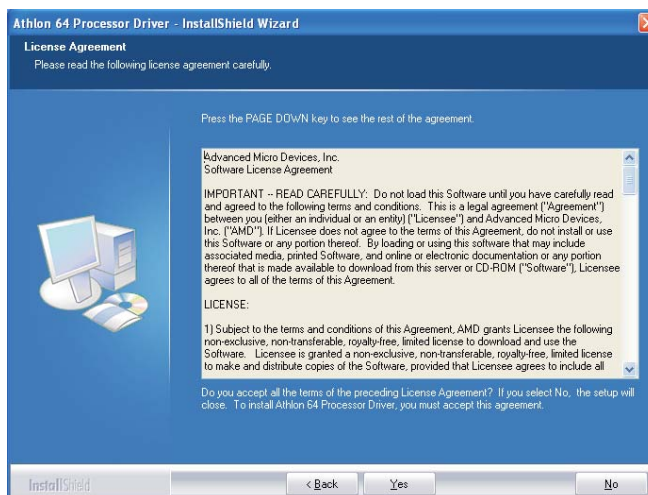 Athlon 64 Processor Driver - InstallShield Wizard
License Agreement
Please read the following license agreement carefully.
Press the PAGE DOWN key to see the rest of the agreement.
Advanced Micro Devices, Inc.
Software License Agreement
IMPORTANT -- READ CAREFULLY:  Do not load this Software until you have carefully read
and agreed to the following terms and conditions.  This is a legal agreement ("Agreement")
between you (either an individual or an entity) ("Licensee") and Advanced Micro Devices,
Inc. ("AMD"). If Licensee does not agree to the terms of this Agreement, do not install or use
this Software or any portion thereof.  By loading or using this software that may include
associated media, printed Software, and online or electronic documentation or any portion
thereof that is made available to download from this server or CD-ROM ("Software"), Licensee
agrees to all of the terms of this Agreement.
LICENSE:
1) Subject to the terms and conditions of this Agreement, AMD grants Licensee the following
non-exclusive, non-transferable, royalty-free, limited license to download and use the
Software.   Licensee is granted a non-exclusive, non-transferable, royalty-free, limited license
to make and distribute copies of the Software, provided that Licensee agrees to include all
Do you accept all the terms of the preceding License Agreement?  If you select No,  the setup will
close.  To install Athlon 64 Processor Driver, you must accept this agreement.
InstallShield
< Back
Yes
No